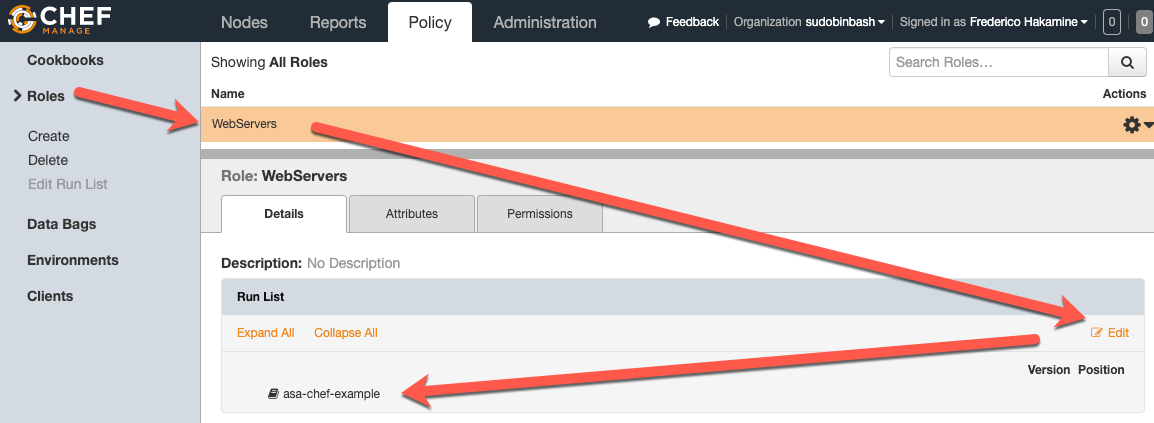 CHEF
MANAGE
Nodes Reports Policy Administration Feedback Organization sudobinbash Signed in as Frederico Hakamine 0 0
Cookbooks
Roles
Create
Delete
Edit Run List
Data Bags
Environments
Clients
Showing All Roles Search Roles...
Name Actions
WebServers
Role: WebServers
Details Attributes Permissions
Description: No Description
Run List
Expand All Collapse All Edit
Version Position
asa-chef-example